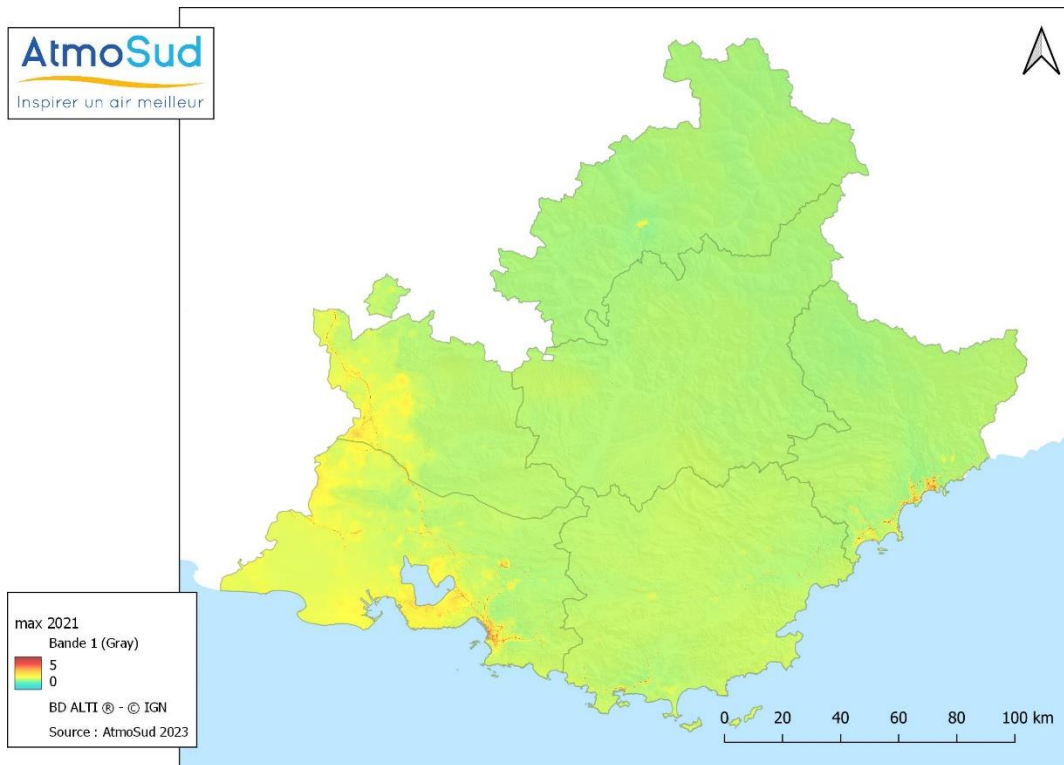 AtmoSud
Inspirer un air meilleur
max 2021
Bande 1 (Gray)
5
0
BD ALTI ® - © IGN
Source : AtmoSud 2023
0 20 40 60 80 100 km